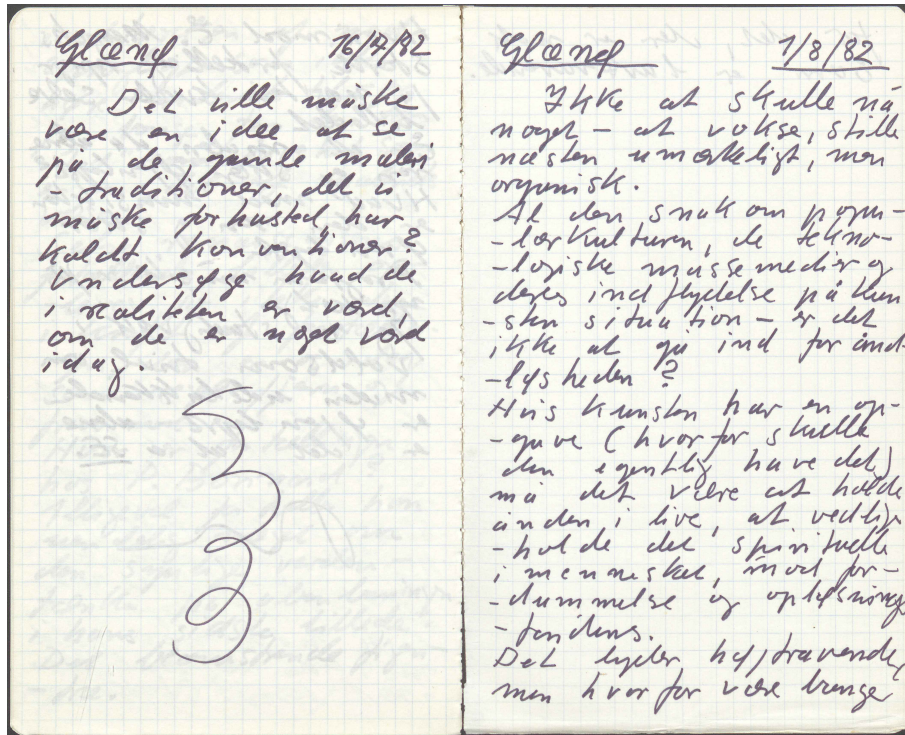 Glænø 16/7/82
Det ville måske
være en idee at se
på de gamle maleri
- traditioner, det vi
måske forhastet har
kaldt konventioner?
Undersøge hvad de
i realiteten er værd,
om de er noget værd
idag.
Glænø 1/8/82
Ikke at skulle nå
noget – at vokse, stille
næsten umærkeligt, men
organisk.
Al den snak om popu-
-lærkulturen, de tekno-
-logiske massemedier og
deres indflydelse på kun
-sten situation – er det
ikke at gå ind for ånd-
-løsheden?
Hvis kunsten har en op-
-gave (hvorfor skulle
den egentlig have det)
må det være at holde
ånden i live, at vedlige
-holde det spirituelle
i mennesket, mod for-
-dummelse og opløsnings
-tendens.
Det lyder højtravende,
men hvorfor være bange